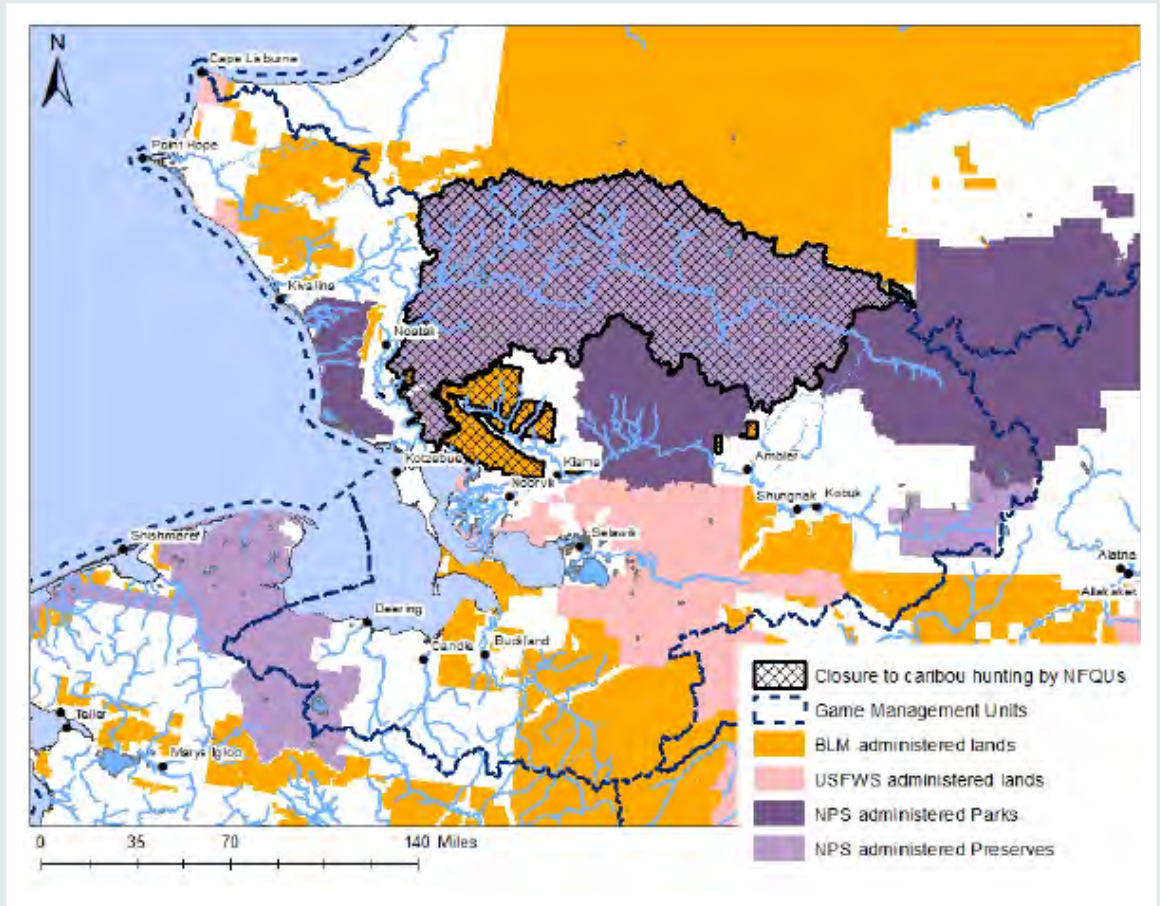 N
Cape Lisburne
Point Hope
Kivalina
Noatak
Kotzebue
Kiana
Noorvik
Ambler
Shungnak
Kobuk
Selawik
Shishmaref
Alatna
Allakaket
Deering
Candle
Buckland
Teller
Marys Igloo
Closure to caribou hunting by NFQUs
Game Management Units
BLM administered lands
USFWS administered lands
NPS administered Parks
NPS administered Preserves
0 35 70 140 Miles